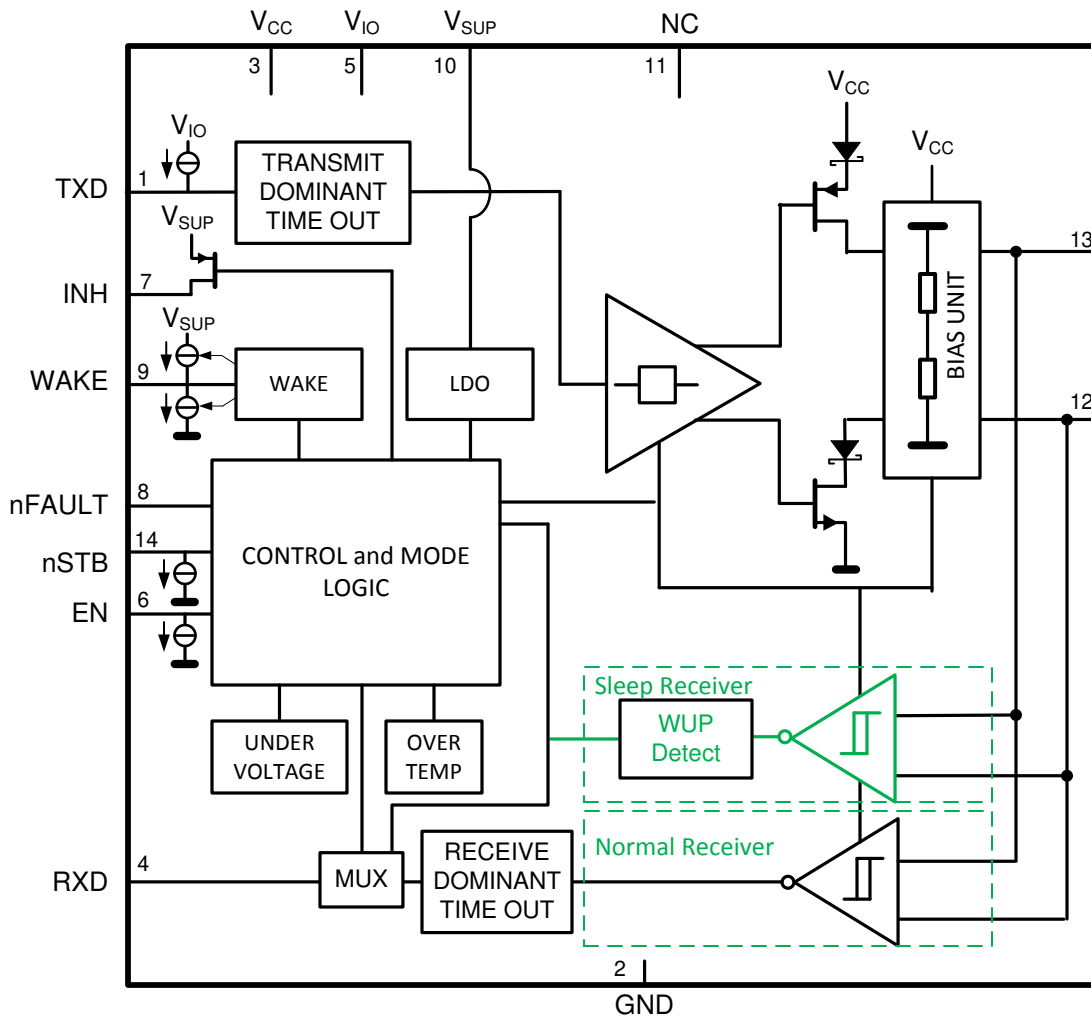 VCC VIO VSUP NC
3 5 10 11
VCC
VIO
VCC
TXD 1
TRANSMIT
DOMINANT
TIME OUT
VSUP
INH 7
13
BIAS UNIT
VSUP
WAKE 9
WAKE
LDO
12
nFAULT 8
CONTROL and MODE
LOGIC
nSTB 14
EN 6
Sleep Receiver
WUP
Detect
UNDER
VOLTAGE
OVER
TEMP
Normal Receiver
RXD 4
MUX
RECEIVE
DOMINANT
TIME OUT
2
GND